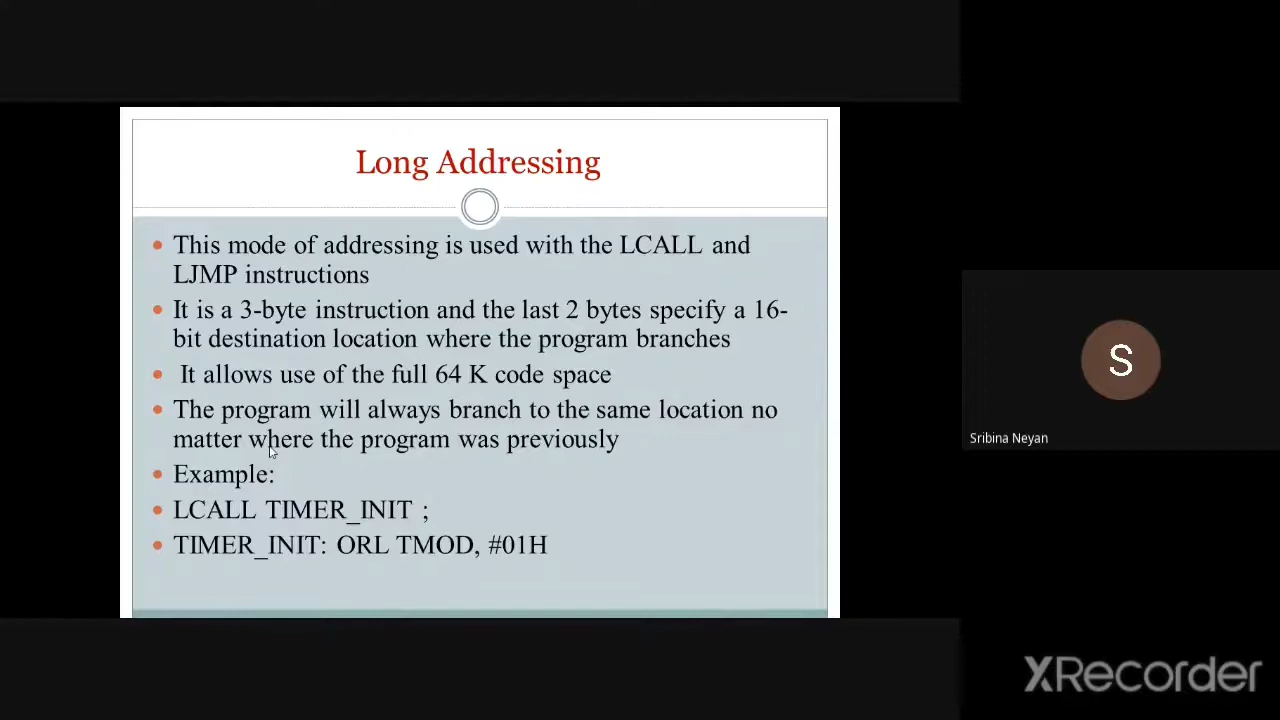 Long Addressing
• This mode of addressing is used with the LCALL and
LJMP instructions
• It is a 3-byte instruction and the last 2 bytes specify a 16-
bit destination location where the program branches
• It allows use of the full 64 K code space
• The program will always branch to the same location no
matter where the program was previously
• Example:
• LCALL TIMER_INIT ;
• TIMER_INIT: ORL TMOD, #01H
S
Sribina Neyan
XRecorder